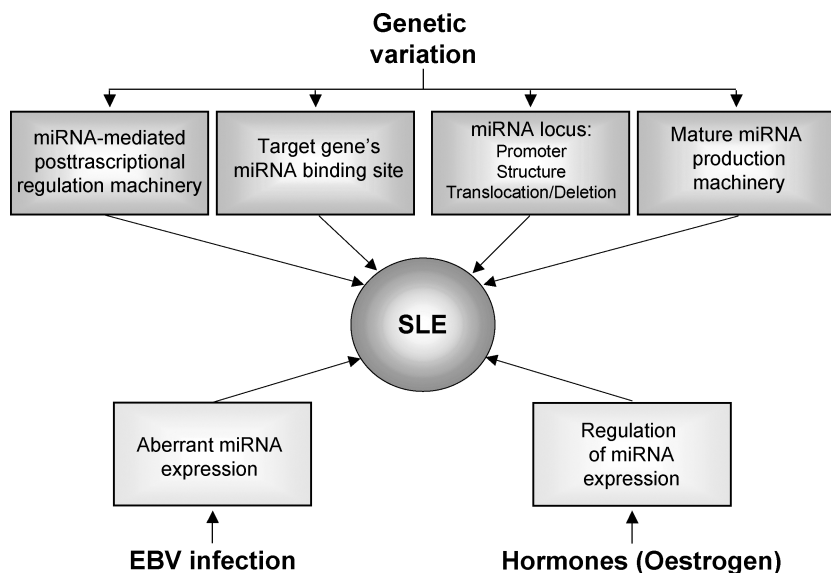 Genetic
variation
miRNA-mediated
posttrascriptional
regulation machinery
Target gene's
miRNA binding site
miRNA locus:
Promoter
Structure
Translocation/Deletion
Mature miRNA
production
machinery
SLE
Aberrant miRNA
expression
Regulation
of miRNA
expression
EBV infection
Hormones (Oestrogen)